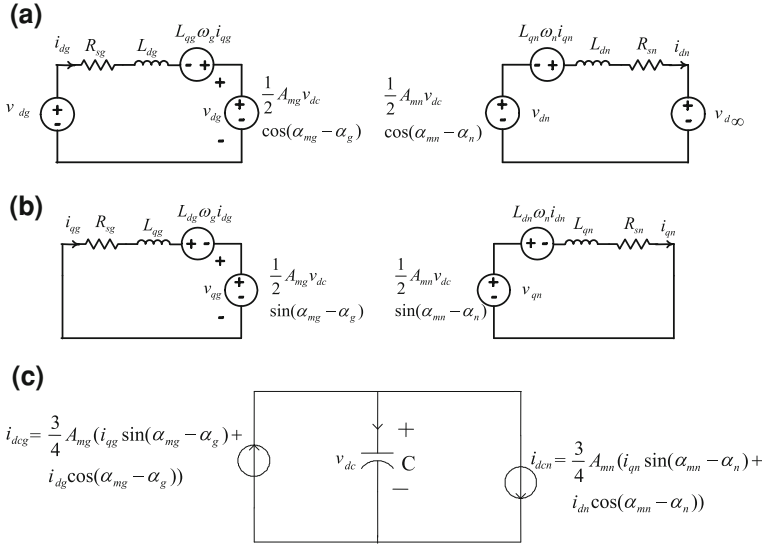 (a)
i_dg R_sg L_dg L_qg ω_g i_qg
- +
+
v_dg + -
v_dg + -
-
1/2 A_mg v_dc
cos(α_mg − α_g)
L_qn ω_n i_qn L_dn R_sn i_dn
- +
1/2 A_mn v_dc
cos(α_mn − α_n)
+ - v_dn
+ - v_d∞
(b)
i_qg R_sg L_qg L_dg ω_g i_dg
+ -
+
v_qg + -
-
1/2 A_mg v_dc
sin(α_mg − α_g)
L_dn ω_n i_dn L_qn R_sn i_qn
+ -
1/2 A_mn v_dc
sin(α_mn − α_n)
+ - v_qn
(c)
i_dcg = 3/4 A_mg (i_qg sin(α_mg − α_g) +
i_dg cos(α_mg − α_g))
v_dc + C −
i_dcn = 3/4 A_mn (i_qn sin(α_mn − α_n) +
i_dn cos(α_mn − α_n))